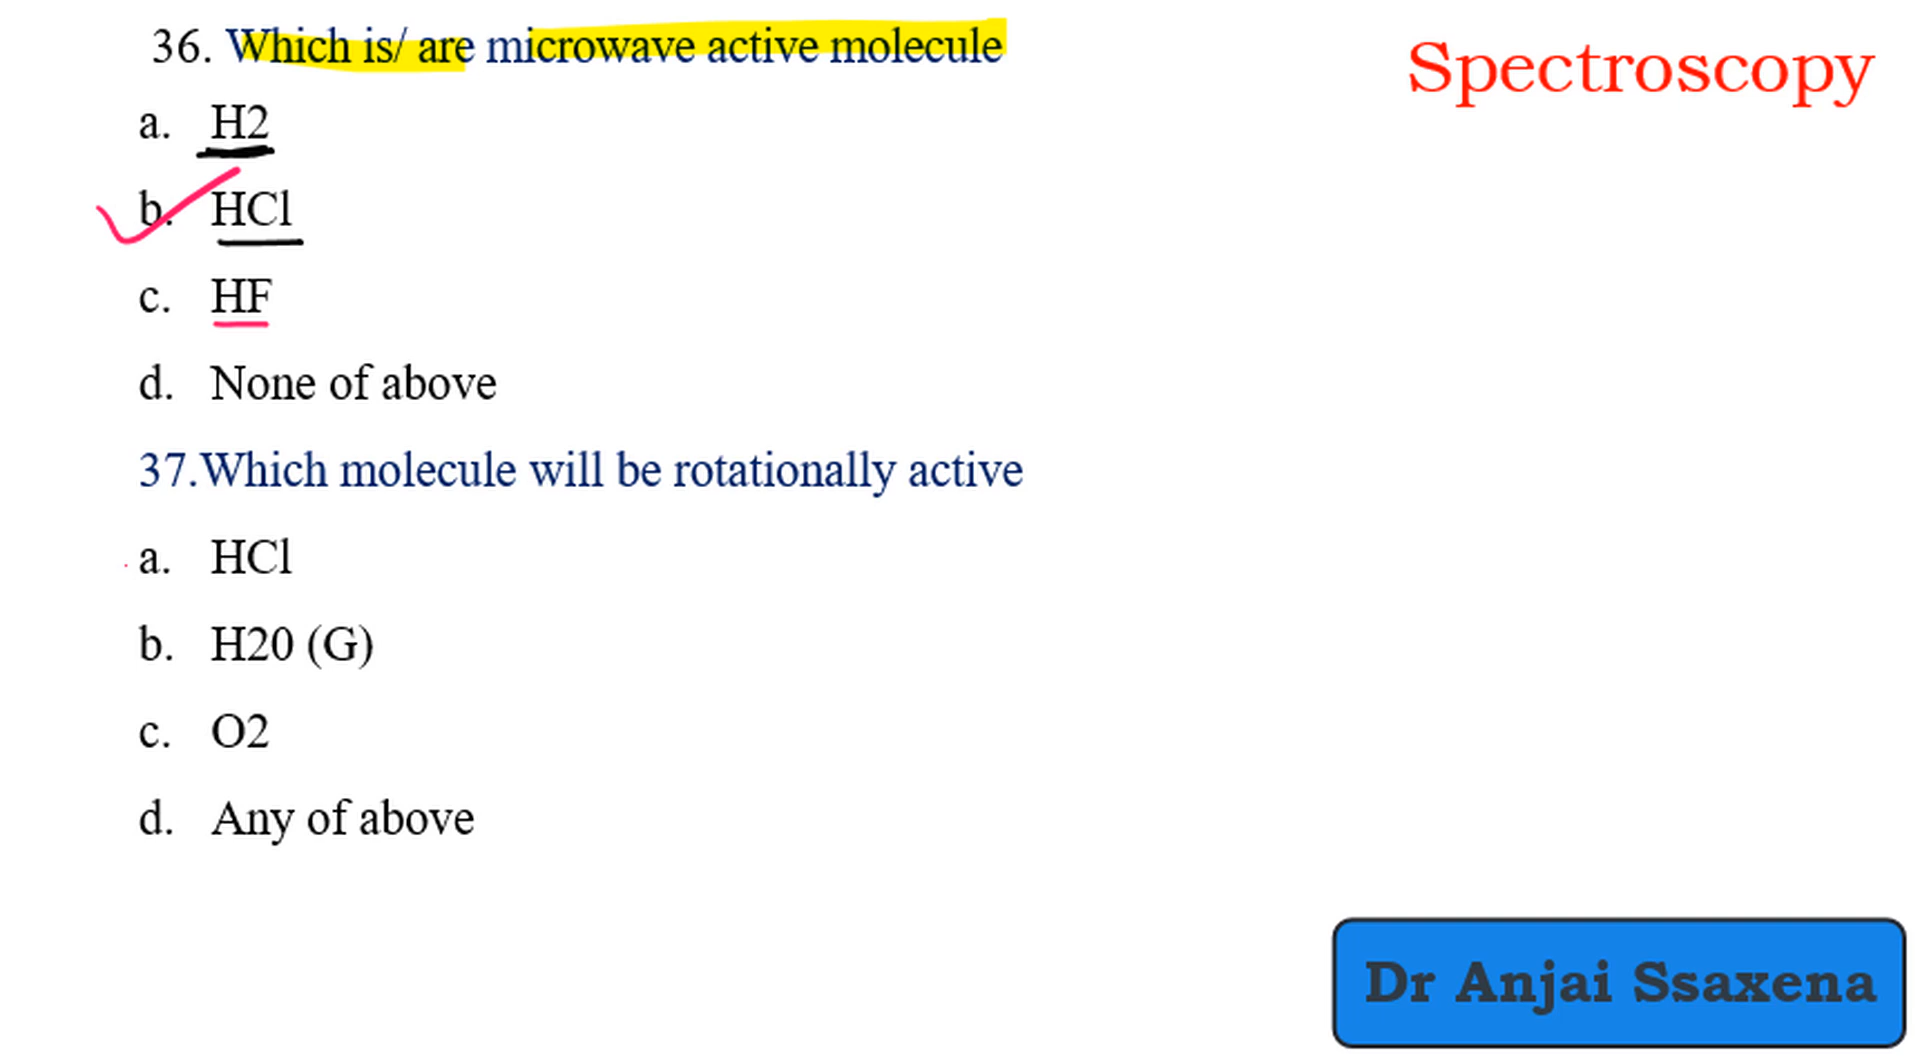 36. Which is/ are microwave active molecule
Spectroscopy
a. H2
b. HCl
c. HF
d. None of above
37.Which molecule will be rotationally active
a. HCl
b. H20 (G)
c. O2
d. Any of above
Dr Anjai Ssaxena